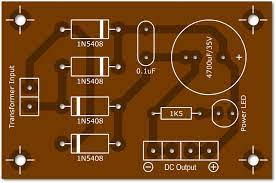 Transformer Input
1N5408
1N5408
1N5408
1N5408
0.1uF
4700uf/35V
+
1K5
Power LED
⊖ DC Output ⊕